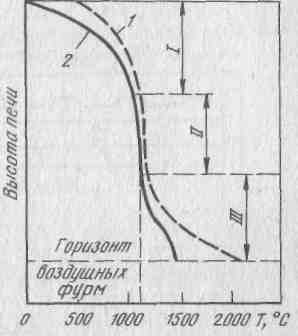 1
2
I
II
III
Высота печи
Горизонт
воздушных
фурм
0 500 1000 1500 2000 T, °C